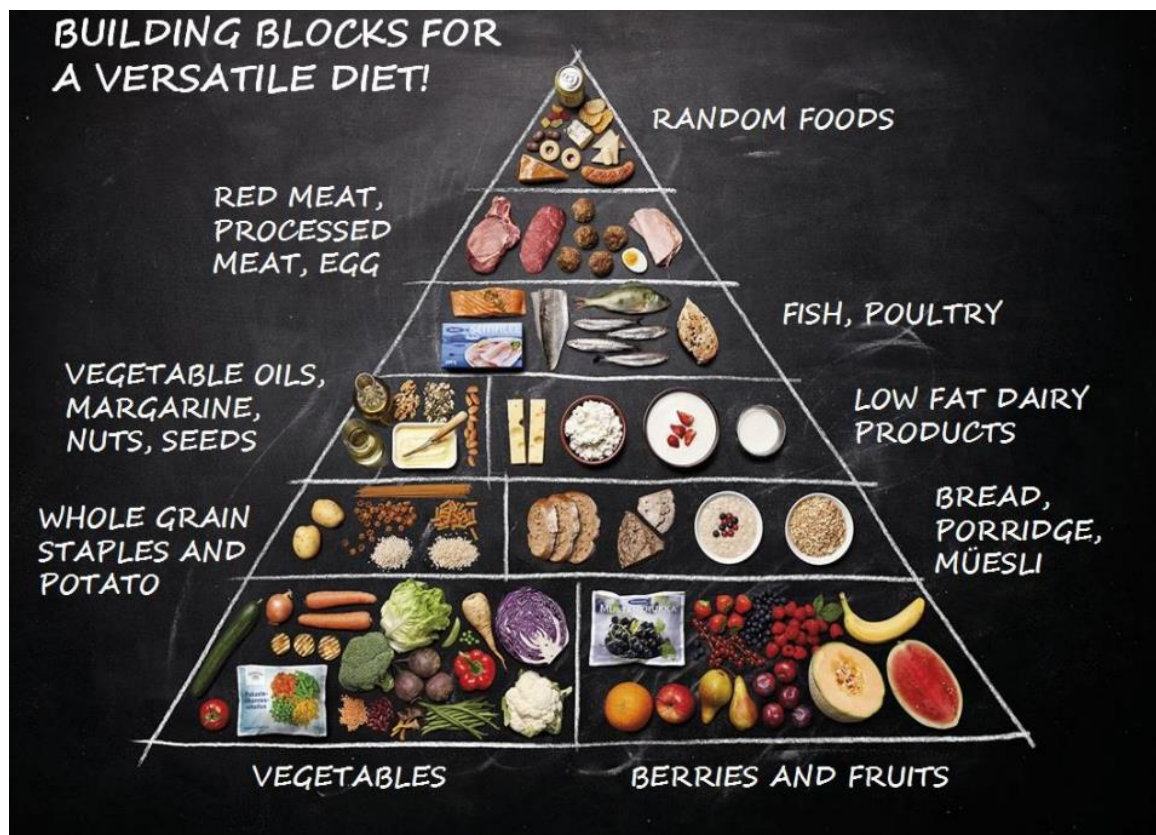 BUILDING BLOCKS FOR
A VERSATILE DIET!
RANDOM FOODS
RED MEAT,
PROCESSED
MEAT, EGG
FISH, POULTRY
VEGETABLE OILS,
MARGARINE,
NUTS, SEEDS
LOW FAT DAIRY
PRODUCTS
WHOLE GRAIN
STAPLES AND
POTATO
BREAD,
PORRIDGE,
MÜESLI
VEGETABLES
BERRIES AND FRUITS